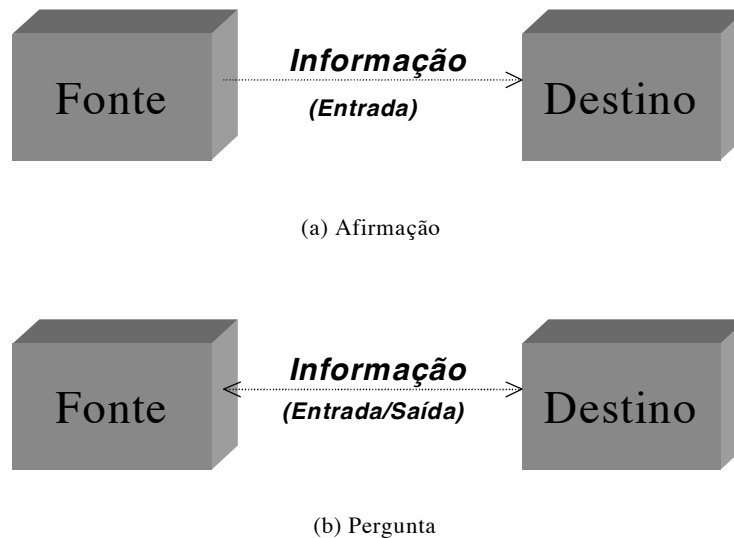 Informação
Fonte
Destino
(Entrada)
(a) Afirmação
Informação
Fonte
Destino
(Entrada/Saída)
(b) Pergunta